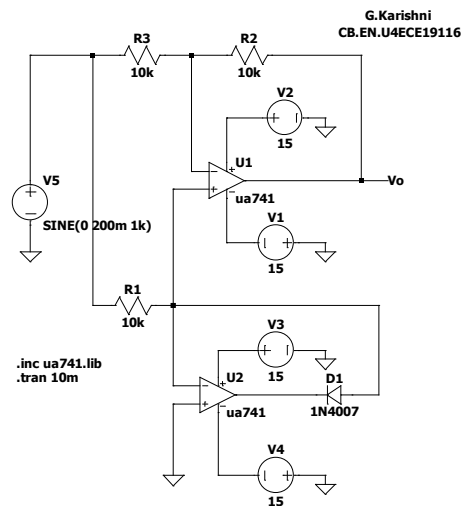 G.Karishni
CB.EN.U4ECE19116
R3
R2
10k
10k
V2
U1
15
V5
Vo
ua741
V1
SINE(0 200m 1k)
15
R1
10k
V3
.inc ua741.lib
.tran 10m
U2
15
D1
ua741
1N4007
V4
15